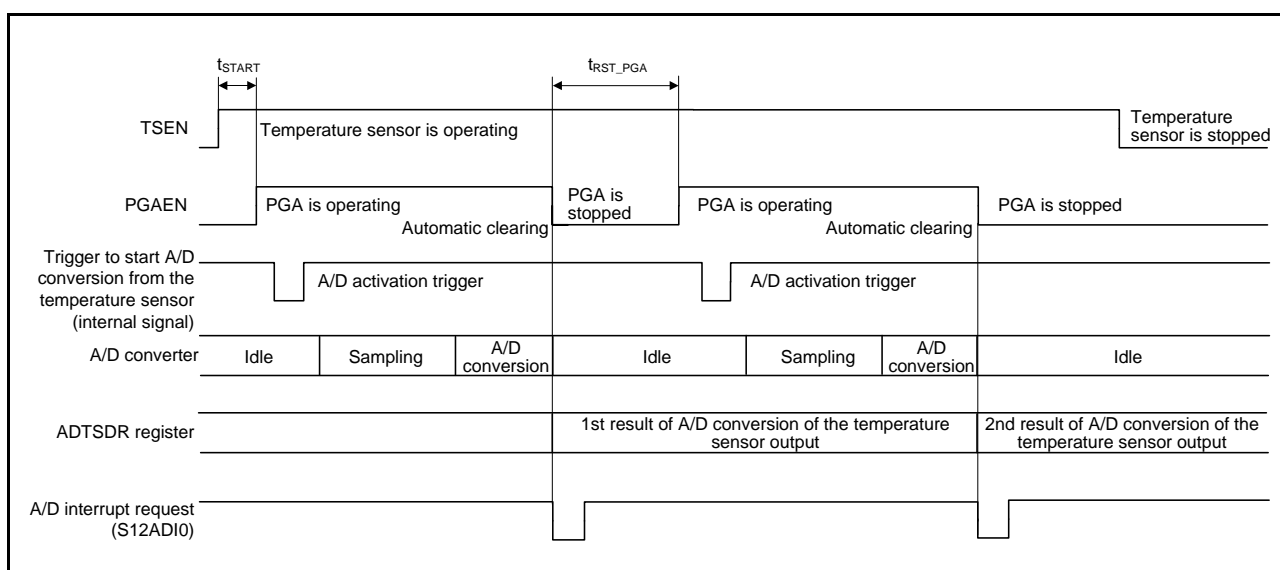 tSTART
tRST_PGA
TSEN
Temperature sensor is operating
Temperature
sensor is stopped
PGAEN
PGA is operating
Automatic clearing
PGA is
stopped
PGA is operating
Automatic clearing
PGA is stopped
Trigger to start A/D
conversion from the
temperature sensor
(internal signal)
A/D activation trigger
A/D activation trigger
A/D converter
Idle
Sampling
A/D
conversion
Idle
Sampling
A/D
conversion
Idle
ADTSDR register
1st result of A/D conversion of the temperature
sensor output
2nd result of A/D conversion of the
temperature sensor output
A/D interrupt request
(S12ADI0)